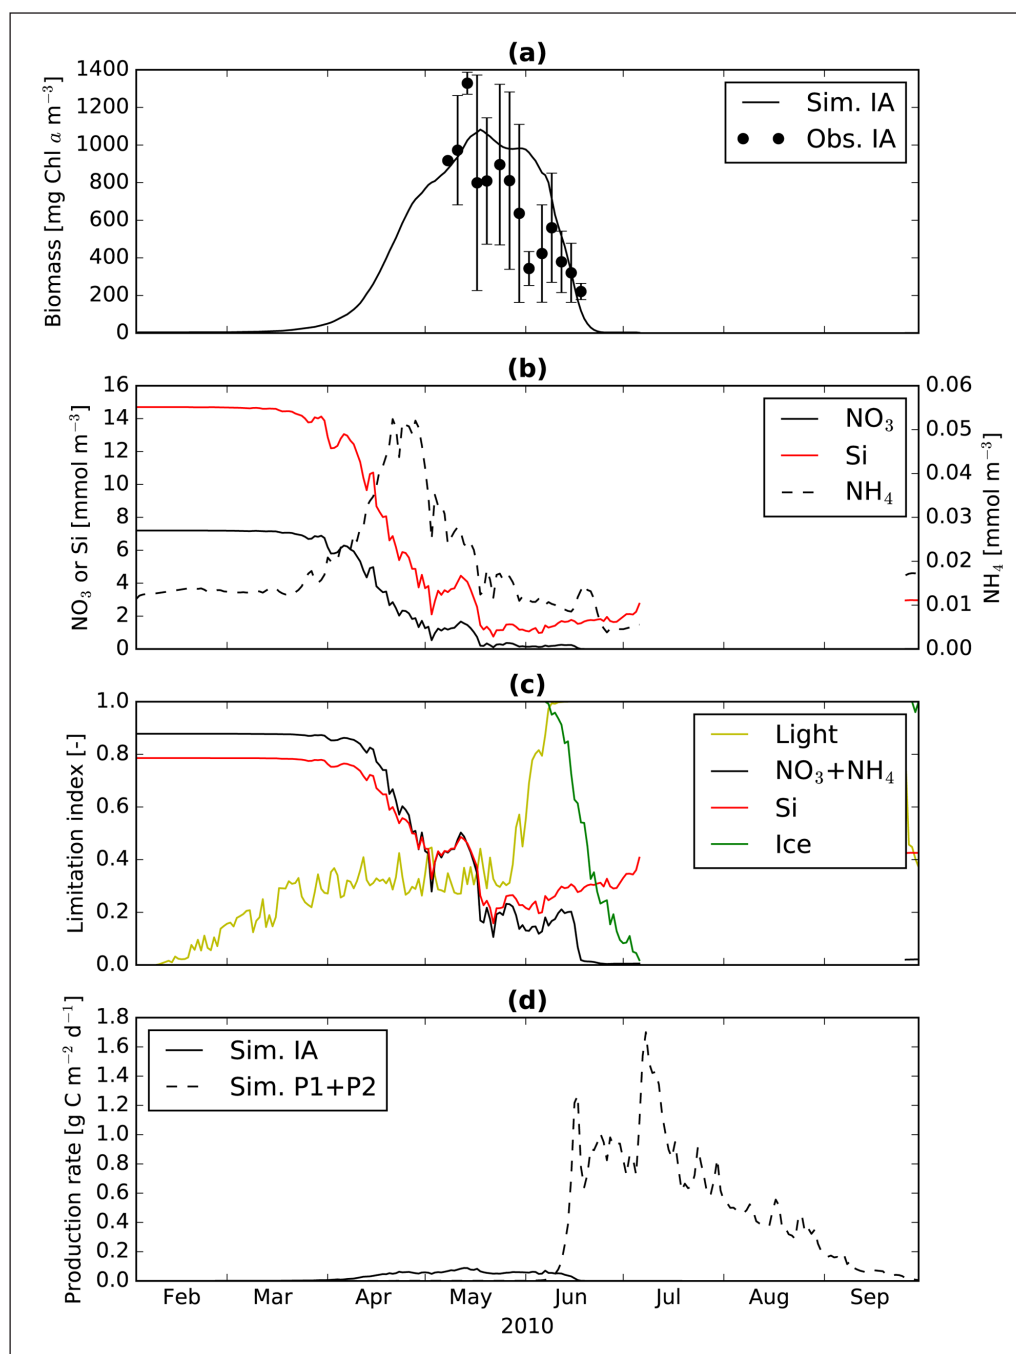 (a)
1400
1200
1000
800
600
400
200
0
Biomass [mg Chl a m⁻³]
Sim. IA
Obs. IA
(b)
16
14
12
10
8
6
4
2
0
NO₃ or Si [mmol m⁻³]
NO₃
Si
NH₄
0.06
0.05
0.04
0.03
0.02
0.01
0.00
NH₄ [mmol m⁻³]
(c)
1.0
0.8
0.6
0.4
0.2
0.0
Limitation index [-]
Light
NO₃+NH₄
Si
Ice
(d)
1.8
1.6
1.4
1.2
1.0
0.8
0.6
0.4
0.2
0.0
Production rate [g C m⁻² d⁻¹]
Sim. IA
Sim. P1+P2
Feb Mar Apr May Jun Jul Aug Sep
2010